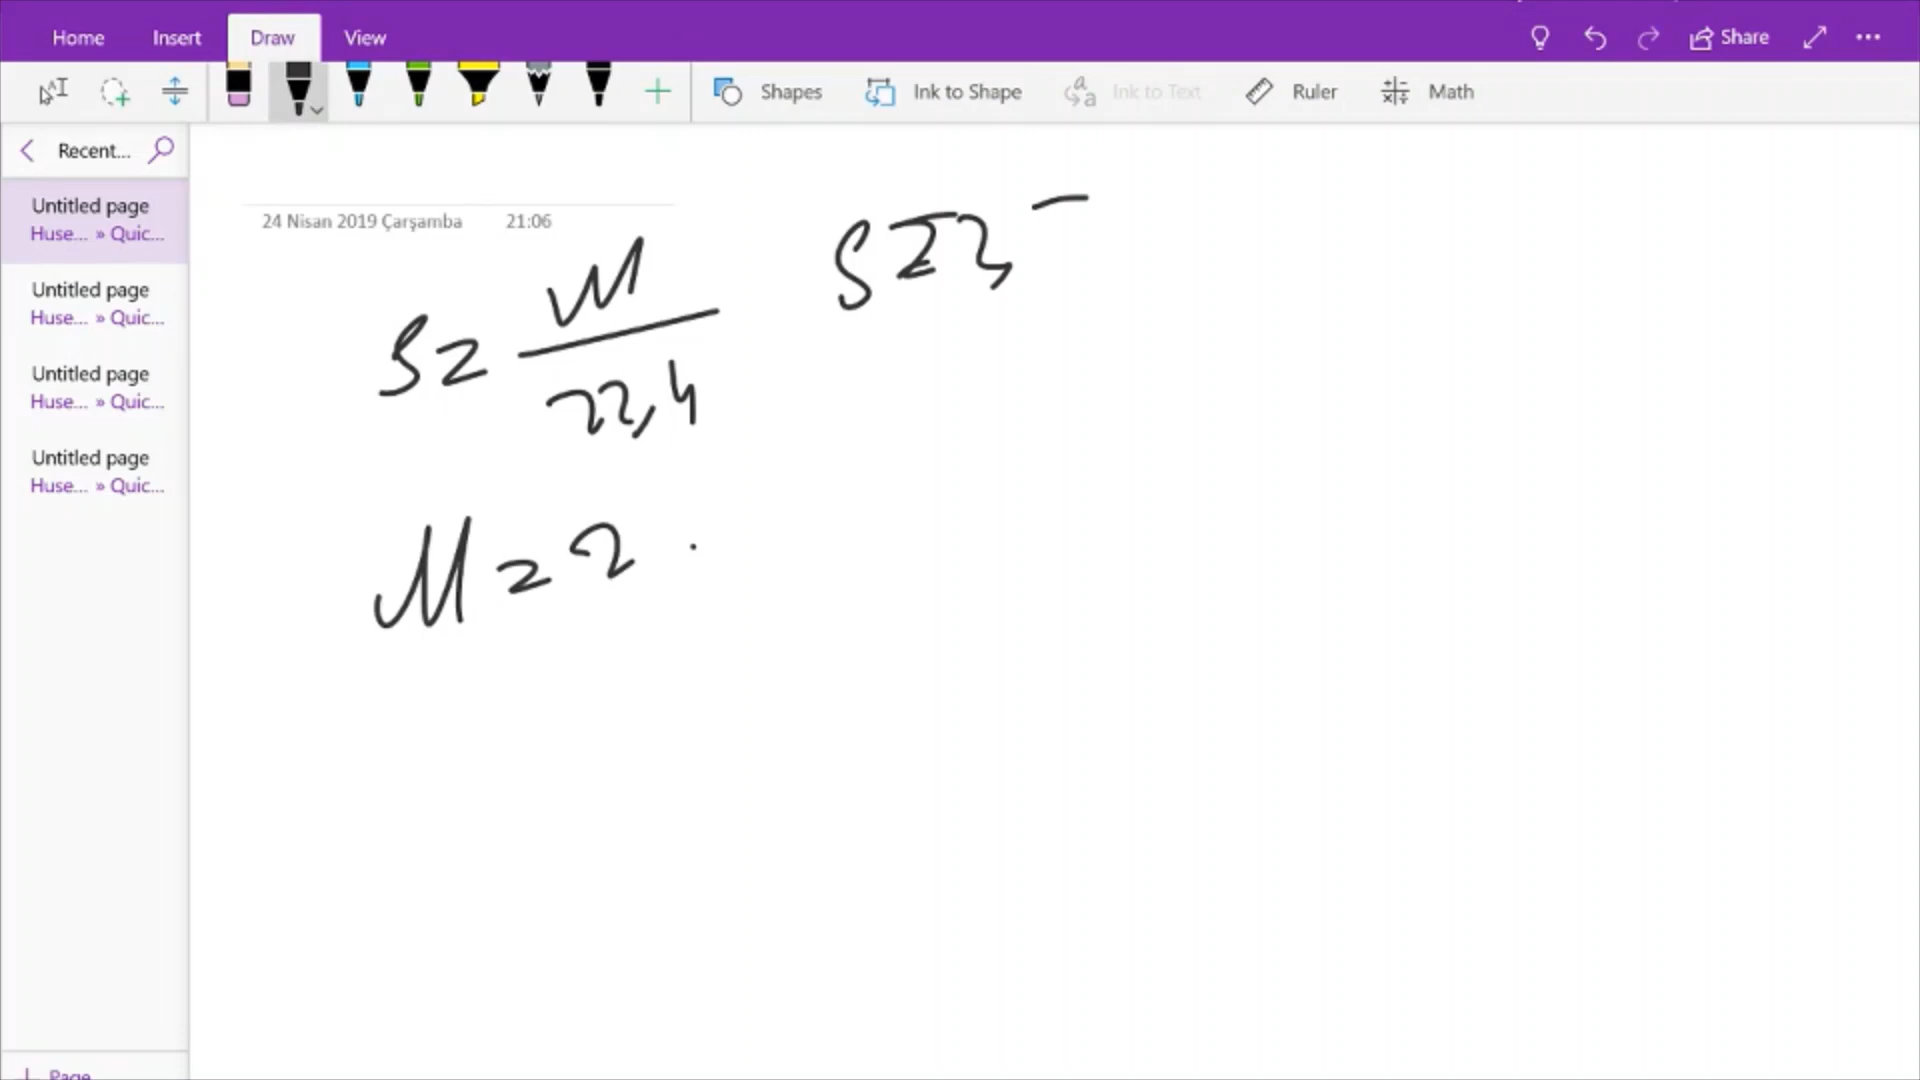 Home Insert Draw View Share
Shapes Ink to Shape Ink to Text Ruler Math
Recent...
Untitled page
Huse... » Quic...
Untitled page
Huse... » Quic...
Untitled page
Huse... » Quic...
Untitled page
Huse... » Quic...
Page
24 Nisan 2019 Çarşamba 21:06
M
22,4
M = 2 .